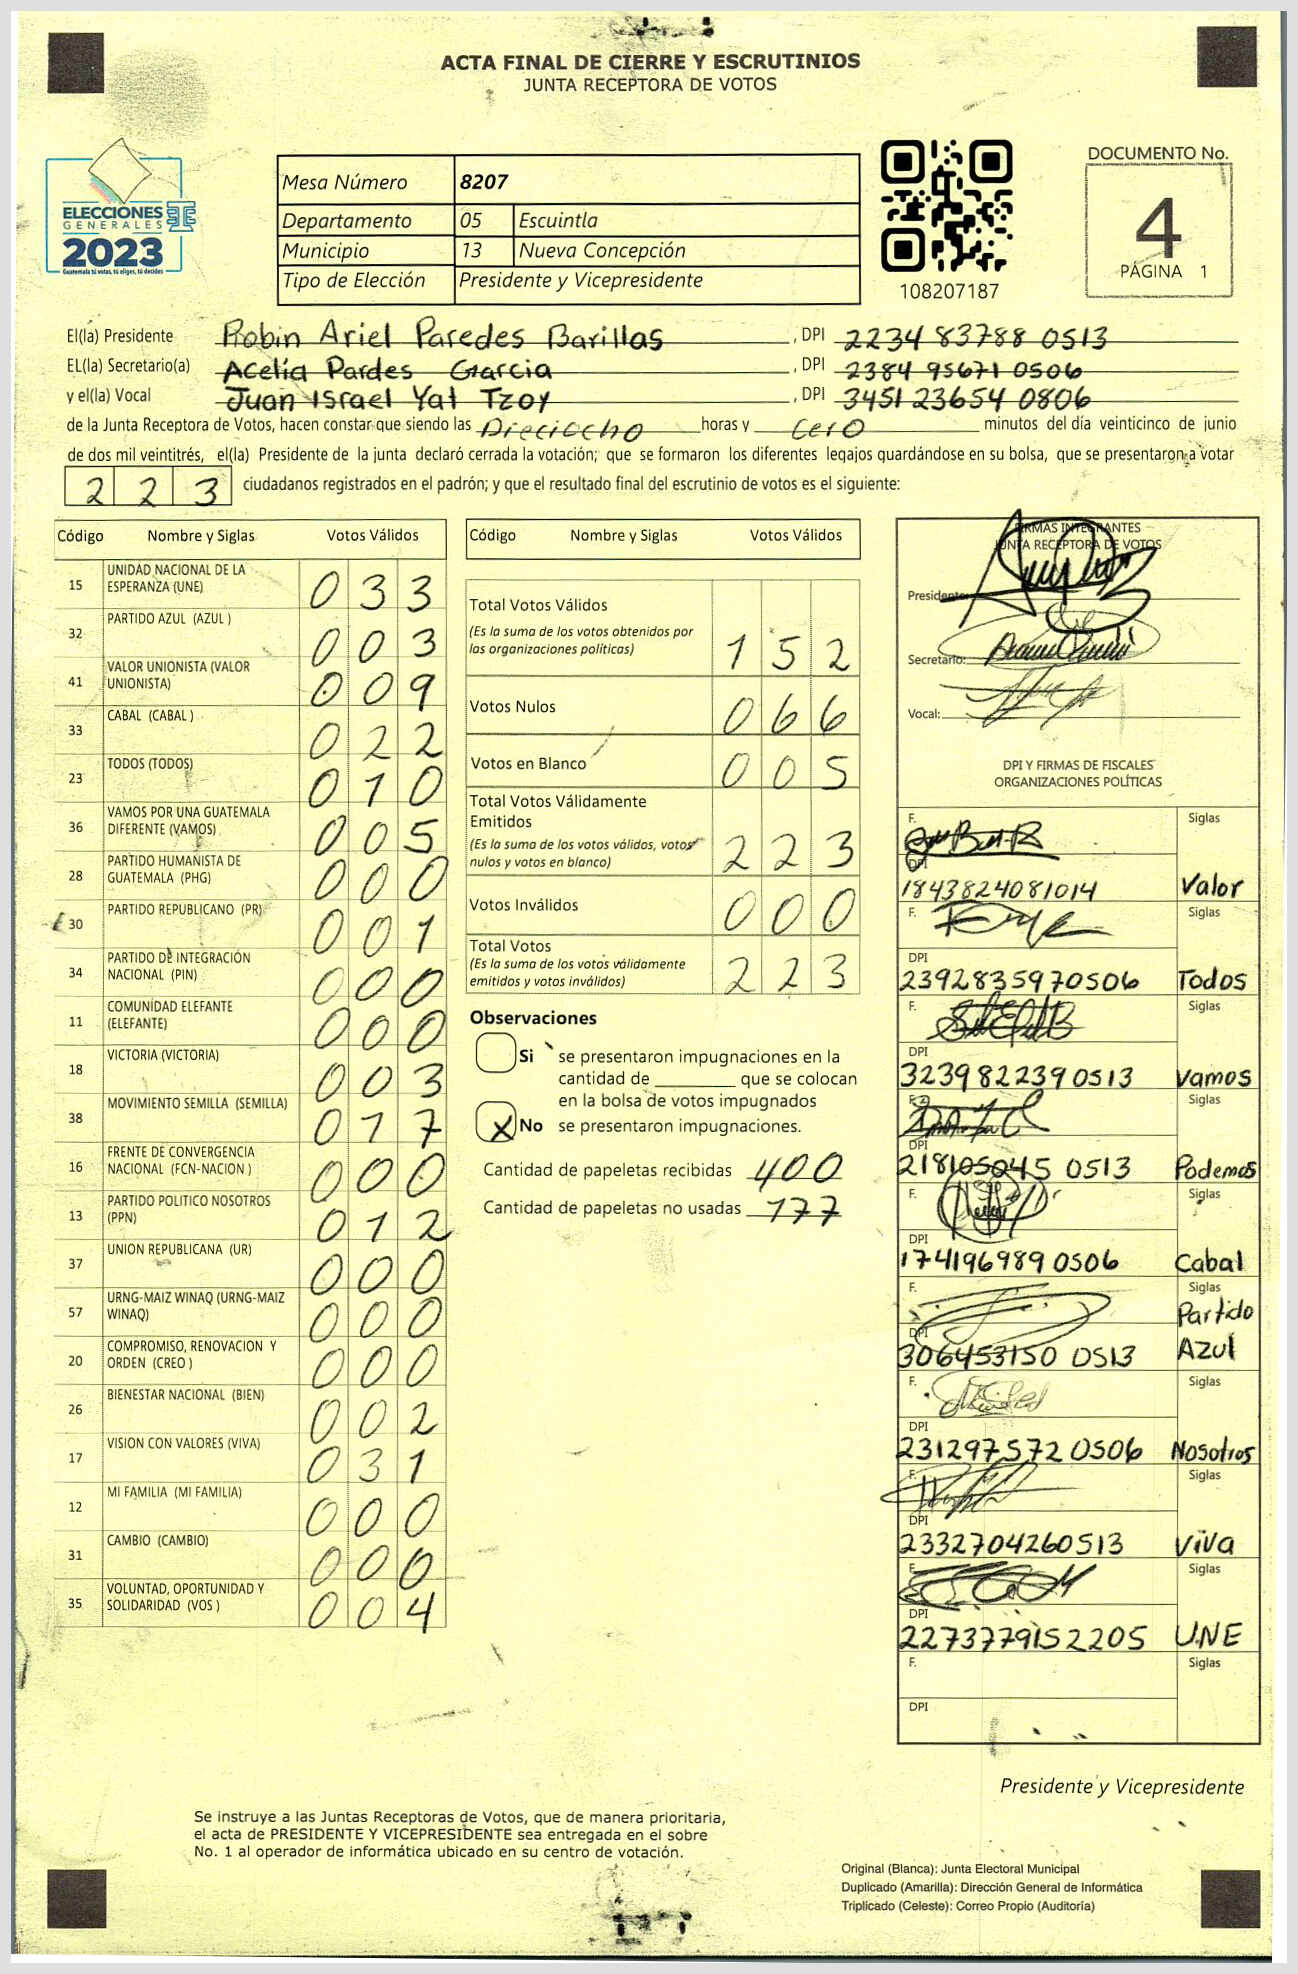 ACTA FINAL DE CIERRE Y ESCRUTINIOS
JUNTA RECEPTORA DE VOTOS
ELECCIONES
GENERALES
2023
Guatemala tú votas, tú eliges, tú decides
Mesa Número 8207
Departamento 05 Escuintla
Municipio 13 Nueva Concepción
Tipo de Elección Presidente y Vicepresidente
108207187
DOCUMENTO No.
4
PÁGINA 1
El(la) Presidente Robin Ariel Paredes Barillas, DPI 2234 83788 0513
EL(la) Secretario(a) Acelia Pardes Garcia, DPI 2384 95671 0506
y el(la) Vocal Juan Israel Yat Tzoy, DPI 3451 23654 0806
de la Junta Receptora de Votos, hacen constar que siendo las Dieciocho horas y cero minutos del día veinticinco de junio
de dos mil veintitrés, el(la) Presidente de la junta declaró cerrada la votación; que se formaron los diferentes legajos quardándose en su bolsa, que se presentaron a votar
2 2 3 ciudadanos registrados en el padrón; y que el resultado final del escrutinio de votos es el siguiente:
Código Nombre y Siglas Votos Válidos
15 UNIDAD NACIONAL DE LA ESPERANZA (UNE) 0 3 3
32 PARTIDO AZUL (AZUL ) 0 0 3
41 VALOR UNIONISTA (VALOR UNIONISTA) 0 0 9
33 CABAL (CABAL ) 0 2 2
23 TODOS (TODOS) 0 1 0
36 VAMOS POR UNA GUATEMALA DIFERENTE (VAMOS) 0 0 5
28 PARTIDO HUMANISTA DE GUATEMALA (PHG) 0 0 0
30 PARTIDO REPUBLICANO (PR) 0 0 1
34 PARTIDO DE INTEGRACIÓN NACIONAL (PIN) 0 0 0
11 COMUNIDAD ELEFANTE (ELEFANTE) 0 0 0
18 VICTORIA (VICTORIA) 0 0 3
38 MOVIMIENTO SEMILLA (SEMILLA) 0 1 7
16 FRENTE DE CONVERGENCIA NACIONAL (FCN-NACION ) 0 0 0
13 PARTIDO POLITICO NOSOTROS (PPN) 0 1 2
37 UNION REPUBLICANA (UR) 0 0 0
57 URNG-MAIZ WINAQ (URNG-MAIZ WINAQ) 0 0 0
20 COMPROMISO, RENOVACION Y ORDEN (CREO ) 0 0 0
26 BIENESTAR NACIONAL (BIEN) 0 0 2
17 VISION CON VALORES (VIVA) 0 3 1
12 MI FAMILIA (MI FAMILIA) 0 0 0
31 CAMBIO (CAMBIO) 0 0 0
35 VOLUNTAD, OPORTUNIDAD Y SOLIDARIDAD (VOS ) 0 0 4
Código Nombre y Siglas Votos Válidos
Total Votos Válidos
(Es la suma de los votos obtenidos por
las organizaciones políticas) 1 5 2
Votos Nulos 0 6 6
Votos en Blanco 0 0 5
Total Votos Válidamente
Emitidos
(Es la suma de los votos válidos, votos
nulos y votos en blanco) 2 2 3
Votos Inválidos 0 0 0
Total Votos
(Es la suma de los votos válidamente
emitidos y votos inválidos) 2 2 3
Observaciones
Si se presentaron impugnaciones en la
cantidad de ________ que se colocan
en la bolsa de votos impugnados
X No se presentaron impugnaciones.
Cantidad de papeletas recibidas 400
Cantidad de papeletas no usadas 177
FIRMAS INTEGRANTES
JUNTA RECEPTORA DE VOTOS
Presidente:
Secretario:
Vocal:
DPI Y FIRMAS DE FISCALES
ORGANIZACIONES POLÍTICAS
F. Siglas
DPI
1843824081014 Valor
F. Siglas
DPI
2392835970506 Todos
F. Siglas
DPI
323982239 0513 Vamos
F. Siglas
DPI
218105045 0513 Podemos
F. Siglas
DPI
174196989 0506 Cabal
F. Siglas
Partido
DPI
306453150 0513 Azul
F. Siglas
DPI
231297572 0506 Nosotros
F. Siglas
DPI
2332704260513 Viva
F. Siglas
DPI
2273779152205 UNE
F. Siglas
DPI
Presidente y Vicepresidente
Se instruye a las Juntas Receptoras de Votos, que de manera prioritaria,
el acta de PRESIDENTE Y VICEPRESIDENTE sea entregada en el sobre
No. 1 al operador de informática ubicado en su centro de votación.
Original (Blanca): Junta Electoral Municipal
Duplicado (Amarilla): Dirección General de Informática
Triplicado (Celeste): Correo Propio (Auditoría)